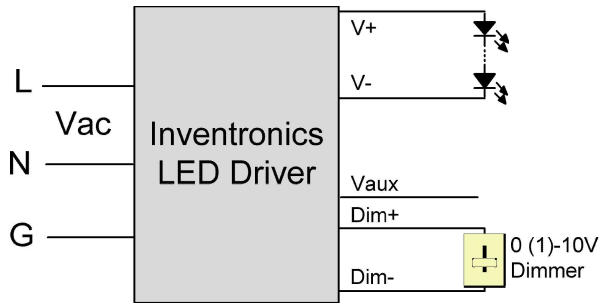 V+
V-
L
Vac
N
G
Inventronics
LED Driver
Vaux
Dim+
Dim-
0 (1)-10V
Dimmer